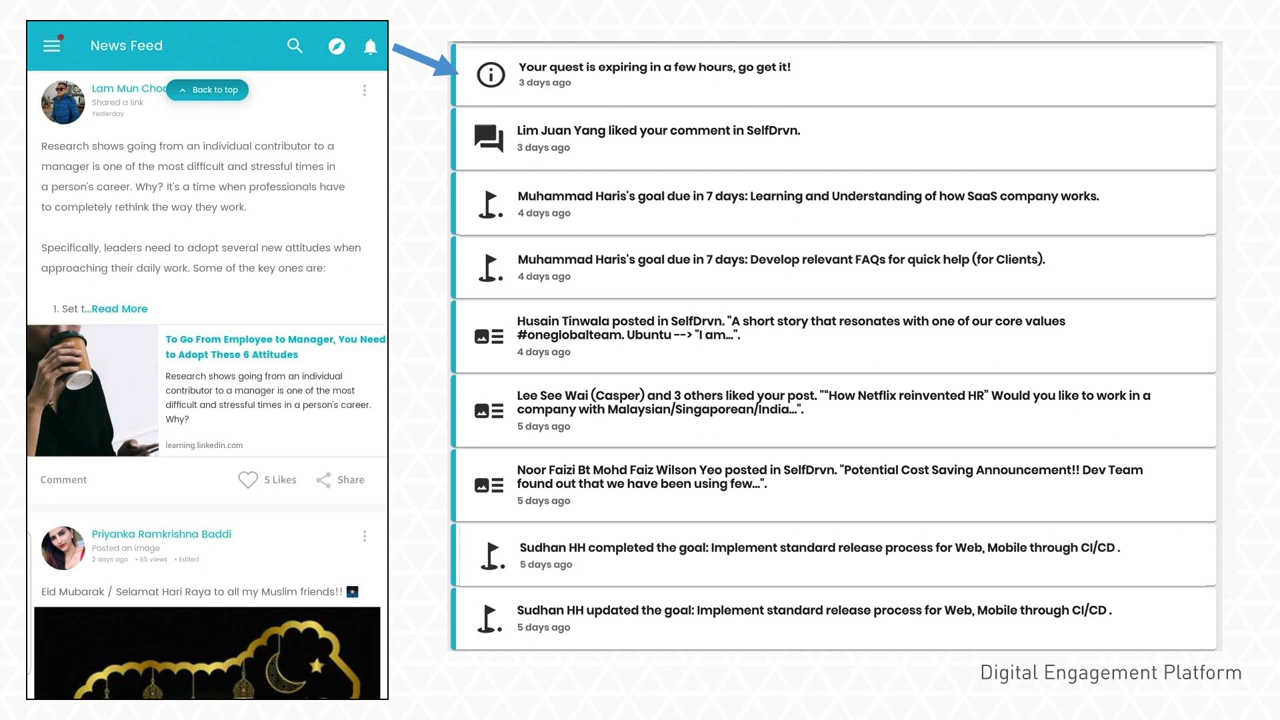 News Feed
Lam Mun Choo
Back to top
Shared a link
Yesterday
Research shows going from an individual contributor to a
manager is one of the most difficult and stressful times in
a person's career. Why? It's a time when professionals have
to completely rethink the way they work.
Specifically, leaders need to adopt several new attitudes when
approaching their daily work. Some of the key ones are:
1. Set t...Read More
To Go From Employee to Manager, You Need
to Adopt These 6 Attitudes
Research shows going from an individual
contributor to a manager is one of the most
difficult and stressful times in a person's career.
Why?
learning.linkedin.com
Comment
5 Likes
Share
Priyanka Ramkrishna Baddi
Posted an image
2 days ago • 65 views • Edited
Eid Mubarak / Selamat Hari Raya to all my Muslim friends!!
Your quest is expiring in a few hours, go get it!
3 days ago
Lim Juan Yang liked your comment in SelfDrvn.
3 days ago
Muhammad Haris's goal due in 7 days: Learning and Understanding of how SaaS company works.
4 days ago
Muhammad Haris's goal due in 7 days: Develop relevant FAQs for quick help (for Clients).
4 days ago
Husain Tinwala posted in SelfDrvn. "A short story that resonates with one of our core values
#oneglobalteam. Ubuntu --> "I am...".
4 days ago
Lee See Wai (Casper) and 3 others liked your post. "“How Netflix reinvented HR” Would you like to work in a
company with Malaysian/Singaporean/India...".
5 days ago
Noor Faizi Bt Mohd Faiz Wilson Yeo posted in SelfDrvn. "Potential Cost Saving Announcement!! Dev Team
found out that we have been using few...".
5 days ago
Sudhan HH completed the goal: Implement standard release process for Web, Mobile through CI/CD .
5 days ago
Sudhan HH updated the goal: Implement standard release process for Web, Mobile through CI/CD .
5 days ago
Digital Engagement Platform